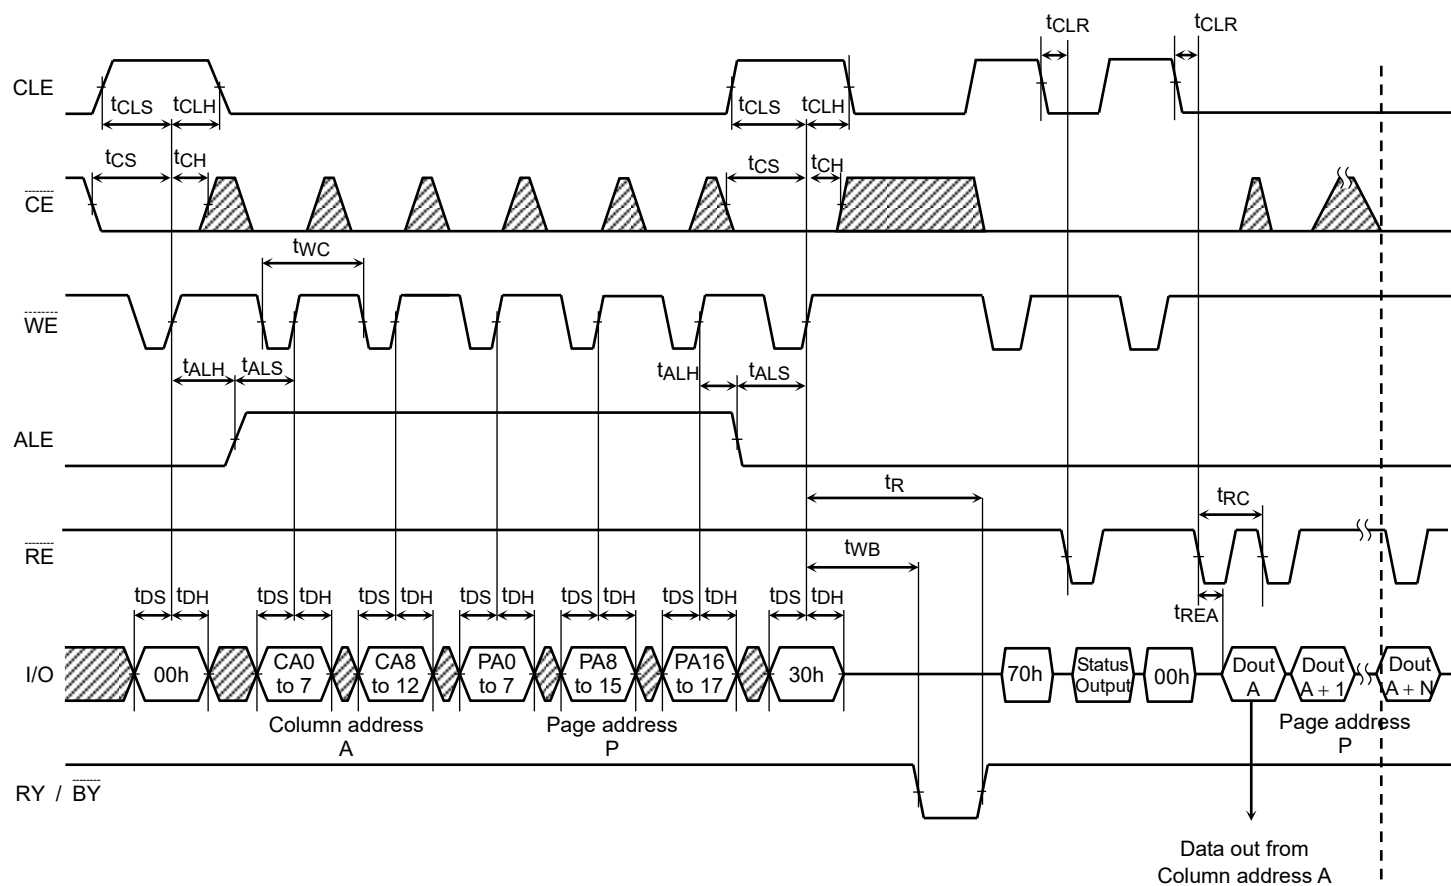 tCLR
tCLR
CLE
tCLS
tCLH
tCLS
tCLH
tCS
tCH
tCS
tCH
CE
tWC
WE
tALH
tALS
tALH
tALS
ALE
tR
tRC
RE
tWB
tDS
tDH
tDS
tDH
tDS
tDH
tDS
tDH
tDS
tDH
tDS
tDH
tDS
tDH
tREA
I/O
00h
CA0
to 7
CA8
to 12
PA0
to 7
PA8
to 15
PA16
to 17
30h
70h
Status
Output
00h
Dout
A
Dout
A + 1
Dout
A + N
Column address
A
Page address
P
Page address
P
RY / BY
Data out from
Column address A